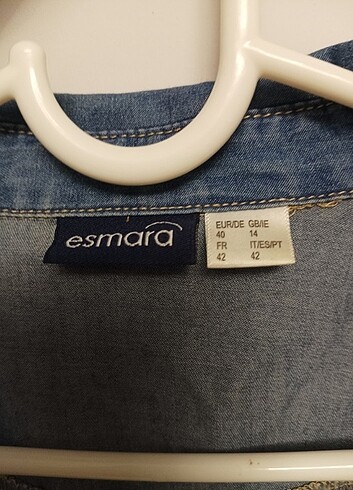 esmara
EUR/DE GB/IE
40 14
FR IT/ES/PT
42 42